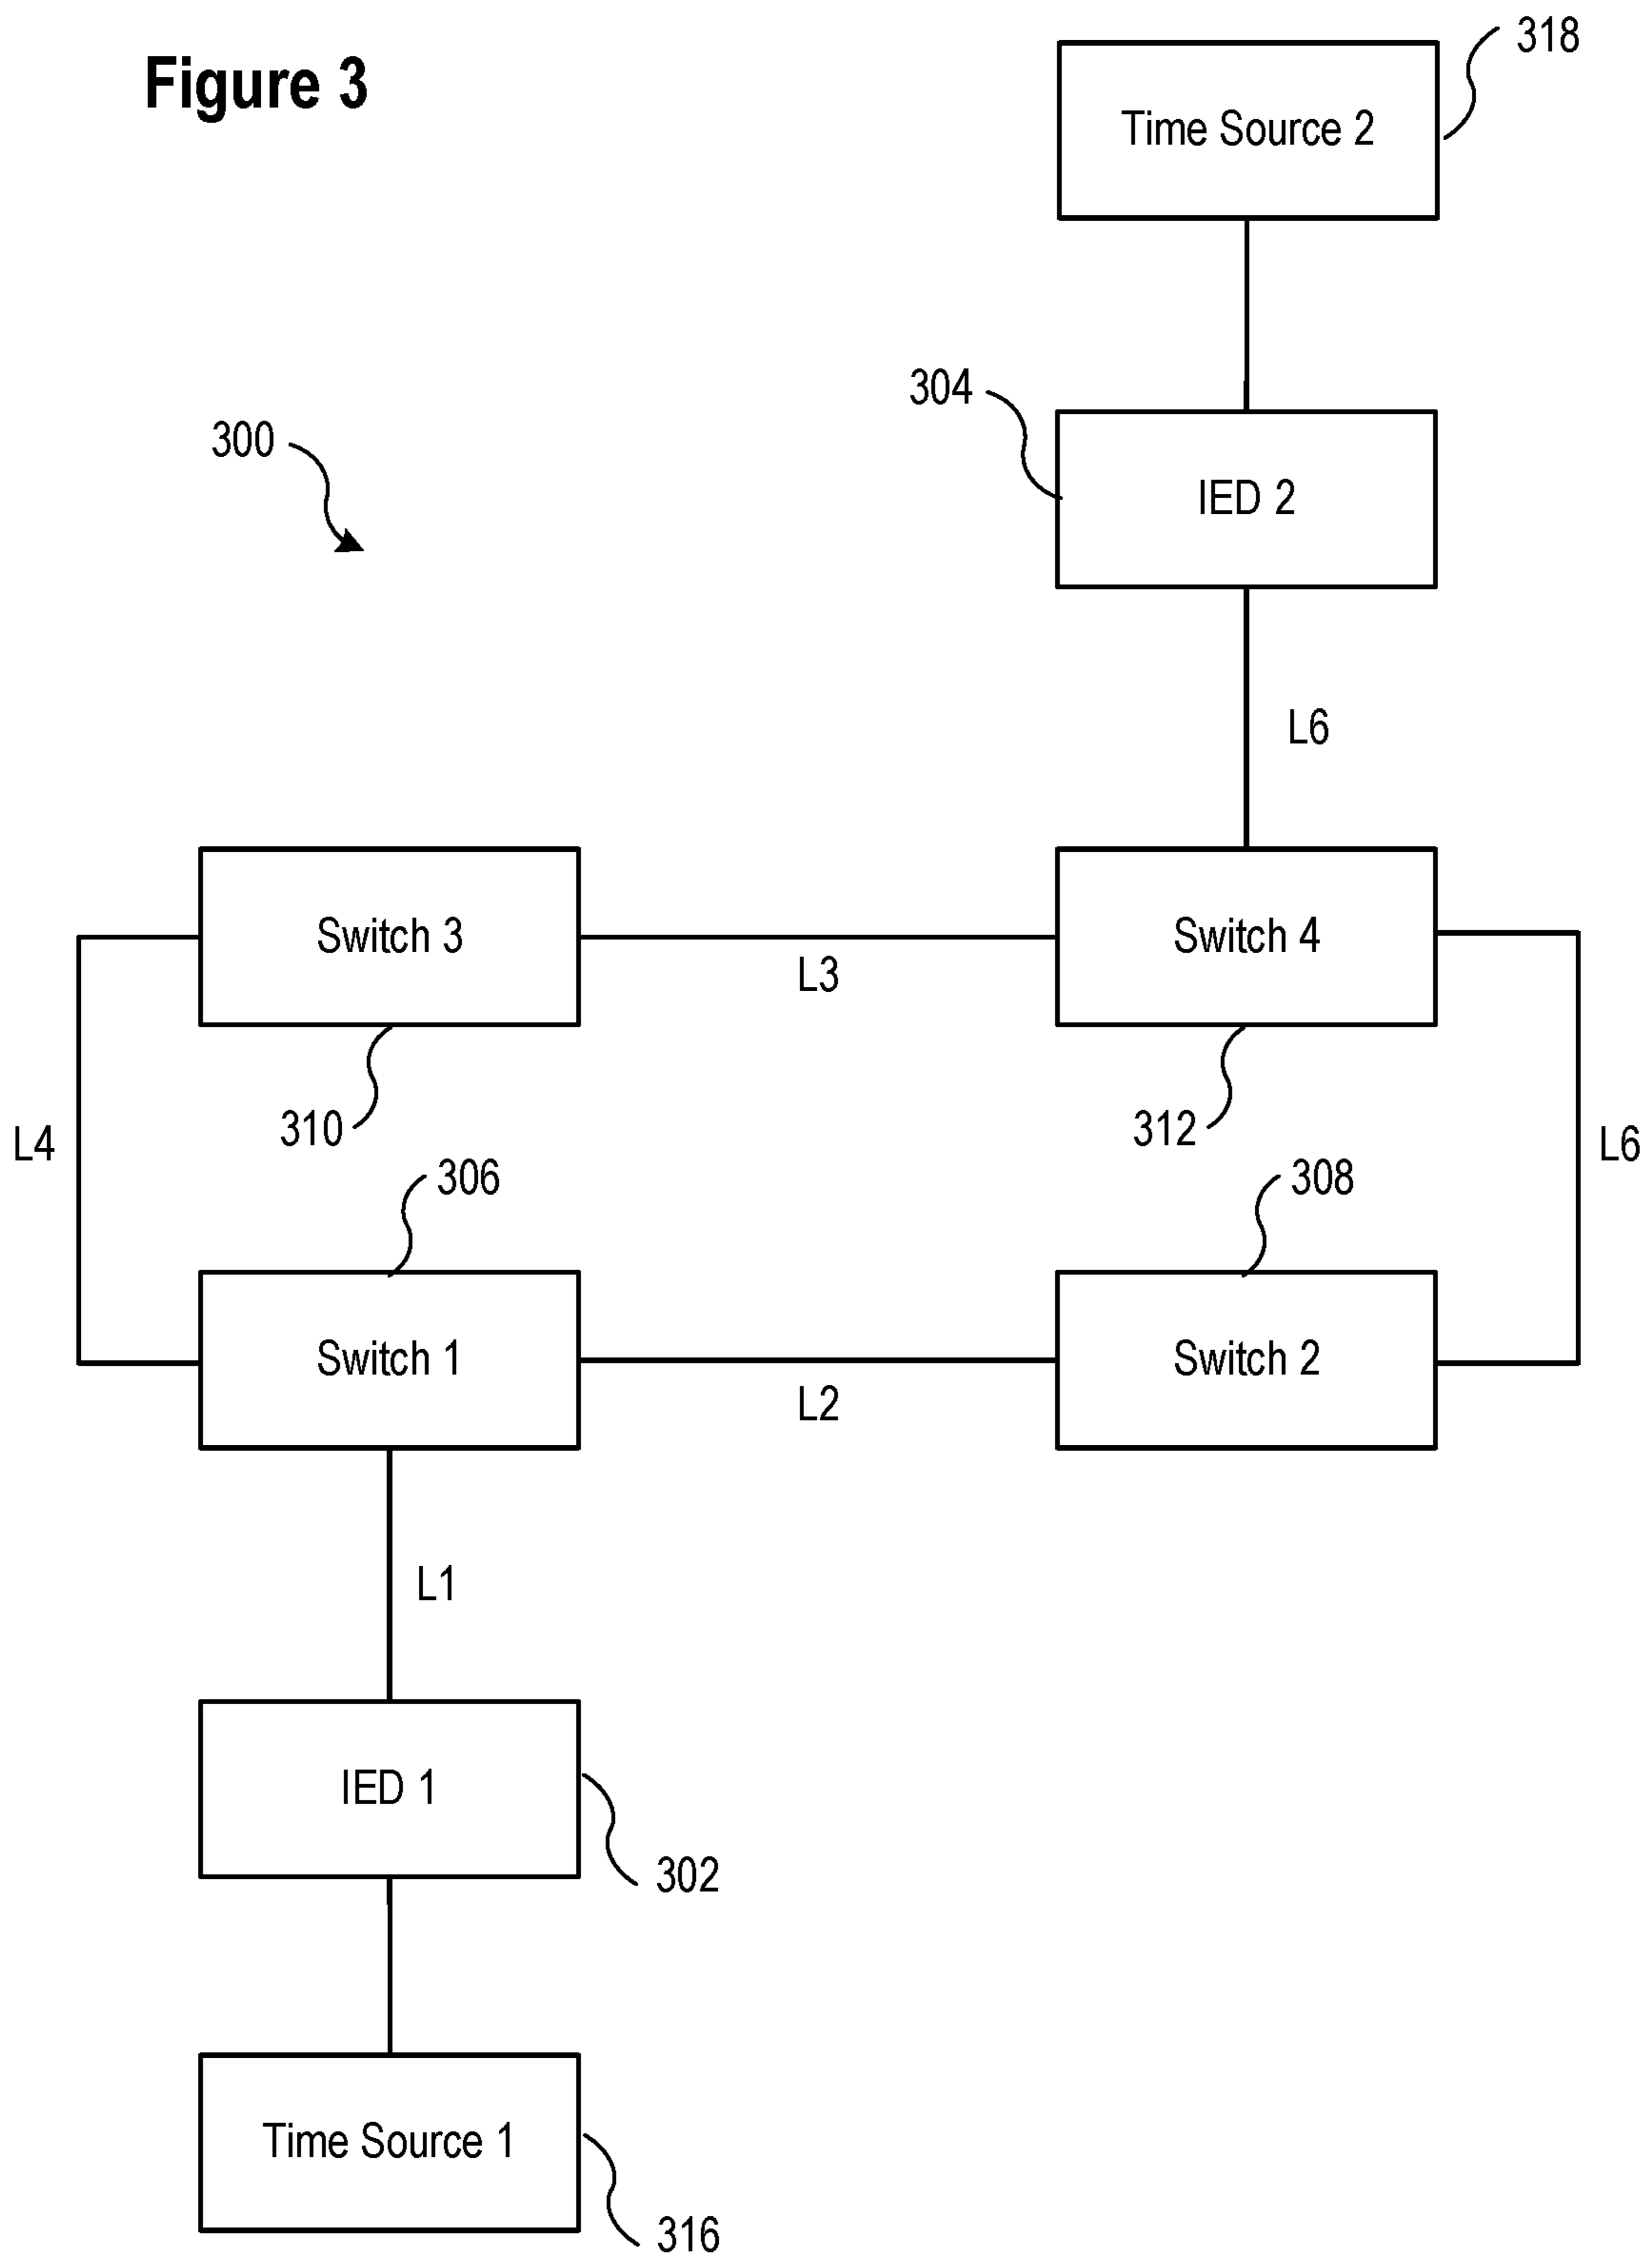 Figure 3
318
Time Source 2
304
300
IED 2
L6
Switch 3
Switch 4
L3
310
312
L4
L6
306
308
Switch 1
Switch 2
L2
L1
IED 1
302
Time Source 1
316